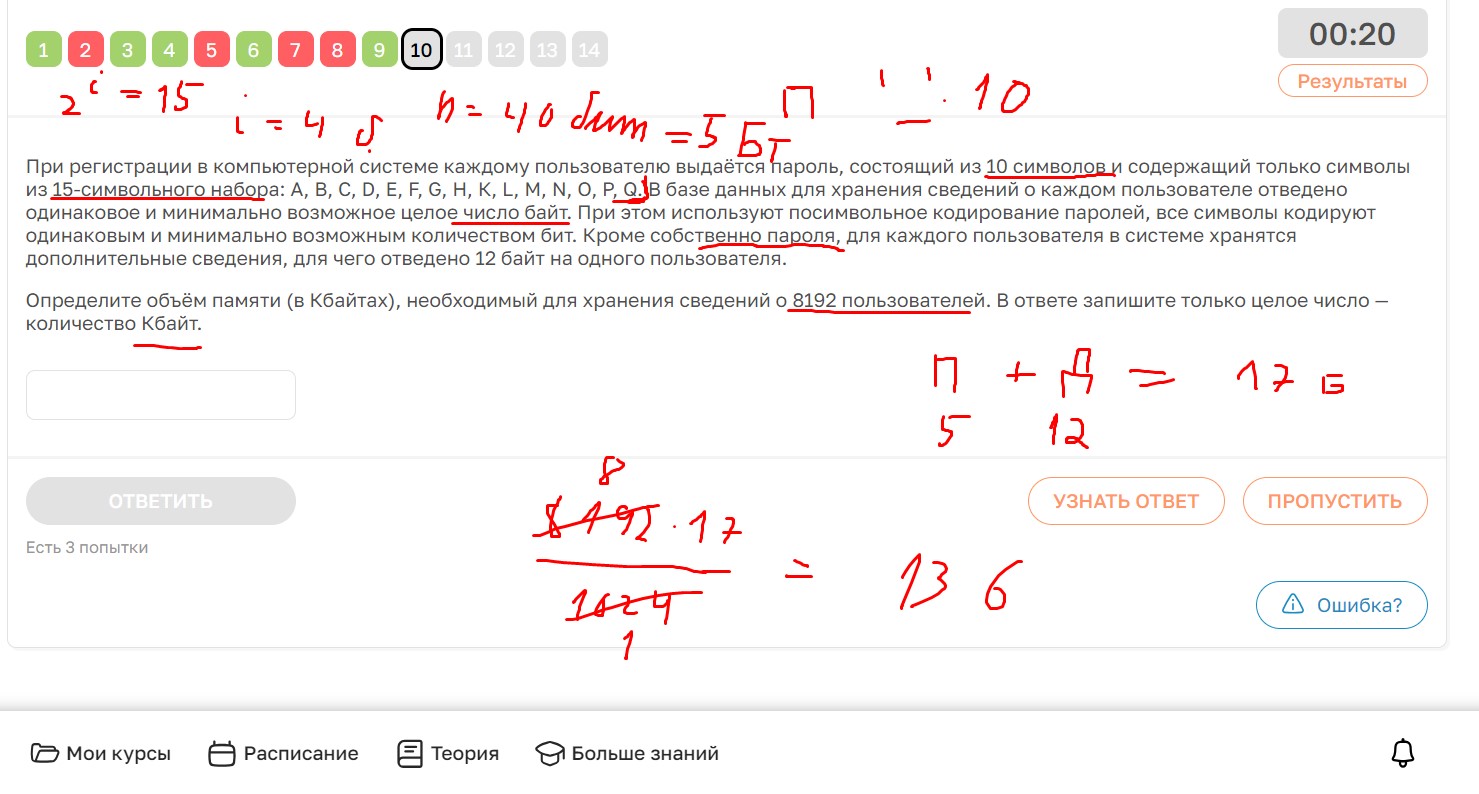 1 2 3 4 5 6 7 8 9 10 11 12 13 14
00:20
Результаты
2^i = 15 i = 4 б n = 40 бит = 5 Бт П ' _ ' . 10
При регистрации в компьютерной системе каждому пользователю выдаётся пароль, состоящий из 10 символов и содержащий только символы
из 15-символьного набора: A, B, C, D, E, F, G, H, K, L, M, N, O, P, Q. В базе данных для хранения сведений о каждом пользователе отведено
одинаковое и минимально возможное целое число байт. При этом используют посимвольное кодирование паролей, все символы кодируют
одинаковым и минимально возможным количеством бит. Кроме собственно пароля, для каждого пользователя в системе хранятся
дополнительные сведения, для чего отведено 12 байт на одного пользователя.
Определите объём памяти (в Кбайтах), необходимый для хранения сведений о 8192 пользователей. В ответе запишите только целое число —
количество Кбайт.
П + Д = 17 Б
5 12
8
8192 · 17
1024
1
= 136
ОТВЕТИТЬ
УЗНАТЬ ОТВЕТ
ПРОПУСТИТЬ
Есть 3 попытки
Ошибка?
Мои курсы
Расписание
Теория
Больше знаний